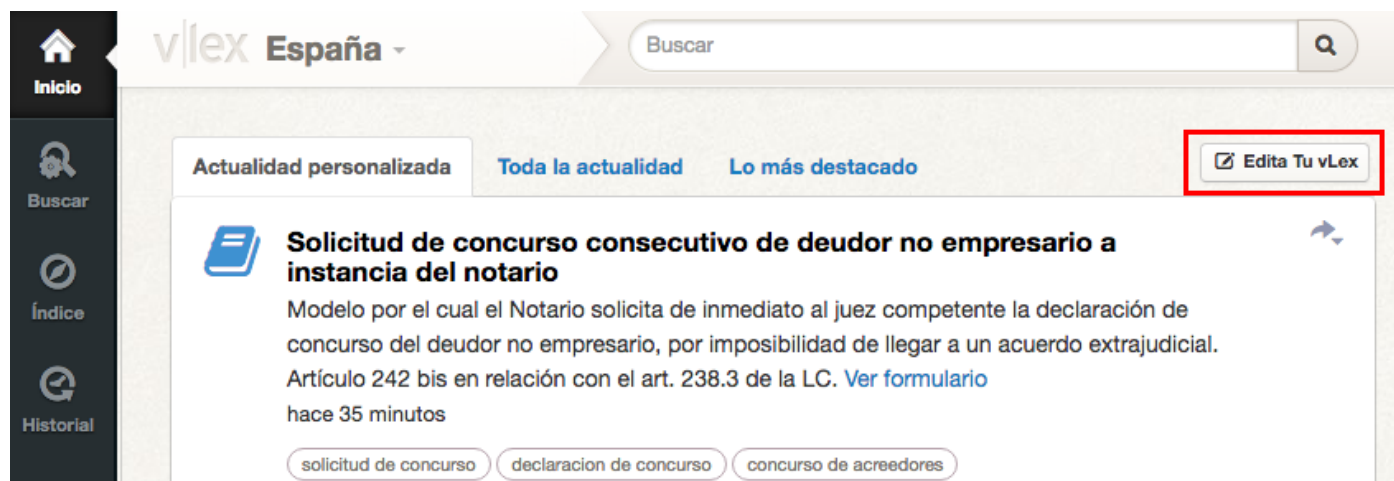 Inicio
Buscar
Índice
Historial
vlex España
Buscar
Actualidad personalizada Toda la actualidad Lo más destacado Edita Tu vLex
Solicitud de concurso consecutivo de deudor no empresario a
instancia del notario
Modelo por el cual el Notario solicita de inmediato al juez competente la declaración de
concurso del deudor no empresario, por imposibilidad de llegar a un acuerdo extrajudicial.
Artículo 242 bis en relación con el art. 238.3 de la LC. Ver formulario
hace 35 minutos
solicitud de concurso declaracion de concurso concurso de acreedores